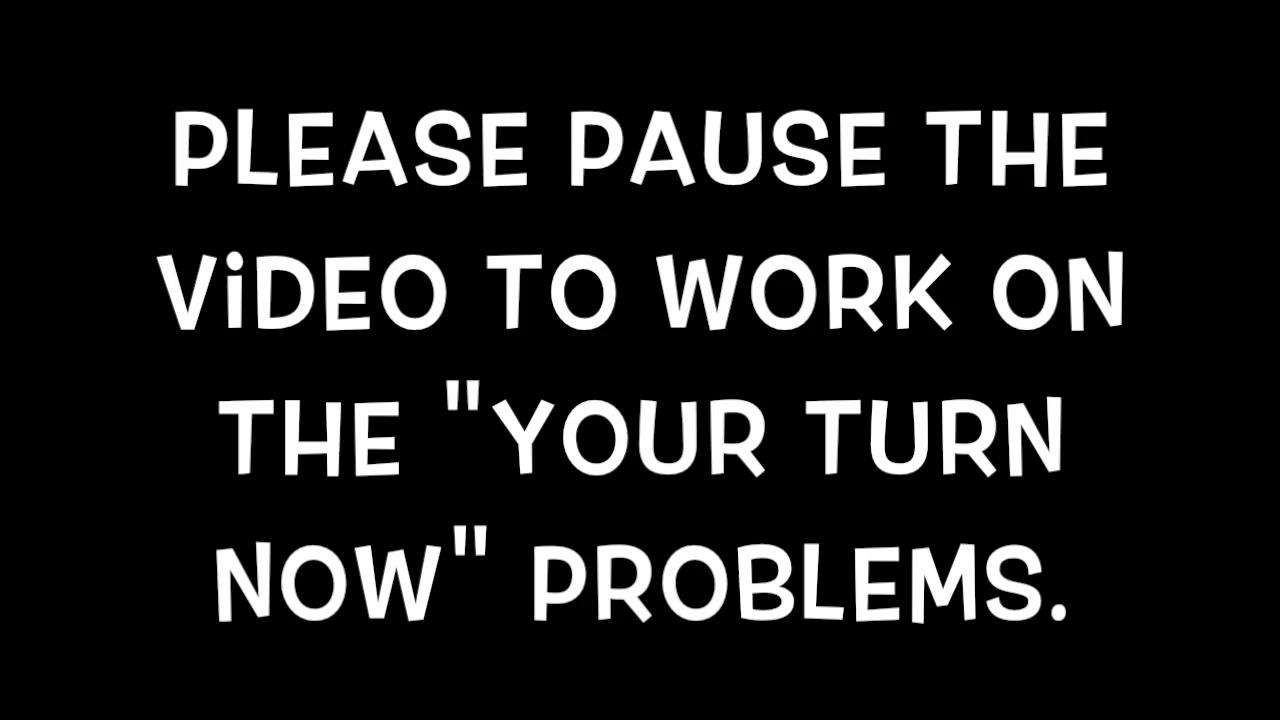 PLEASE PAUSE THE
ViDEO TO WORK ON
THE "YOUR TURN
NOW" PROBLEMS.